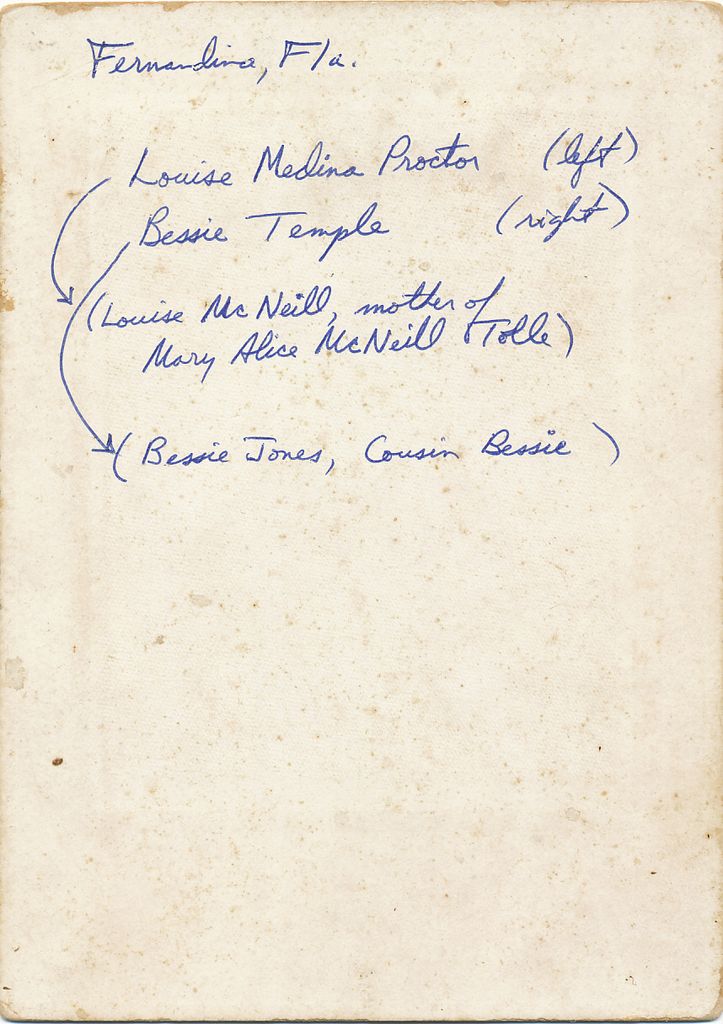 Fernandina, Fla.
Louise Medina Proctor (left)
Bessie Temple (right)
(Louise McNeill, mother of
Mary Alice McNeill Tolle)
(Bessie Jones, Cousin Bessie)